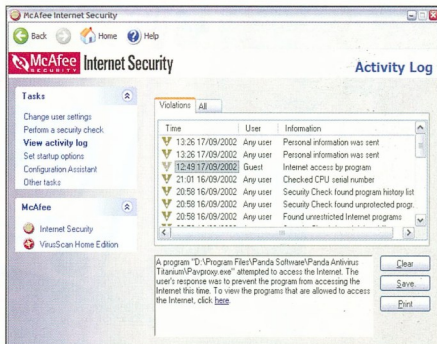 McAfee Internet Security
Back Home Help
McAfee SECURITY Internet Security
Activity Log
Tasks
Change user settings
Perform a security check
View activity log
Set startup options
Configuration Assistant
Other tasks
McAfee
Internet Security
VirusScan Home Edition
Violations All
Time User Information
13:26 17/09/2002 Any user Personal information was sent
13:26 17/09/2002 Any user Personal information was sent
12:49 17/09/2002 Guest Internet access by program
21:01 16/09/2002 Any user Checked CPU serial number
20:58 16/09/2002 Any user Security Check found program history list
20:58 16/09/2002 Any user Security Check found unprotected progr.
20:58 16/09/2002 Any user Found unrestricted Internet programs
A program "D:\Program Files\Panda Software\Panda Antivirus
Titanium\Pavproxy.exe" attempted to access the Internet. The
user's response was to prevent the program from accessing the
Internet this time. To view the programs that are allowed to access
the Internet, click here.
Clear
Save.
Print